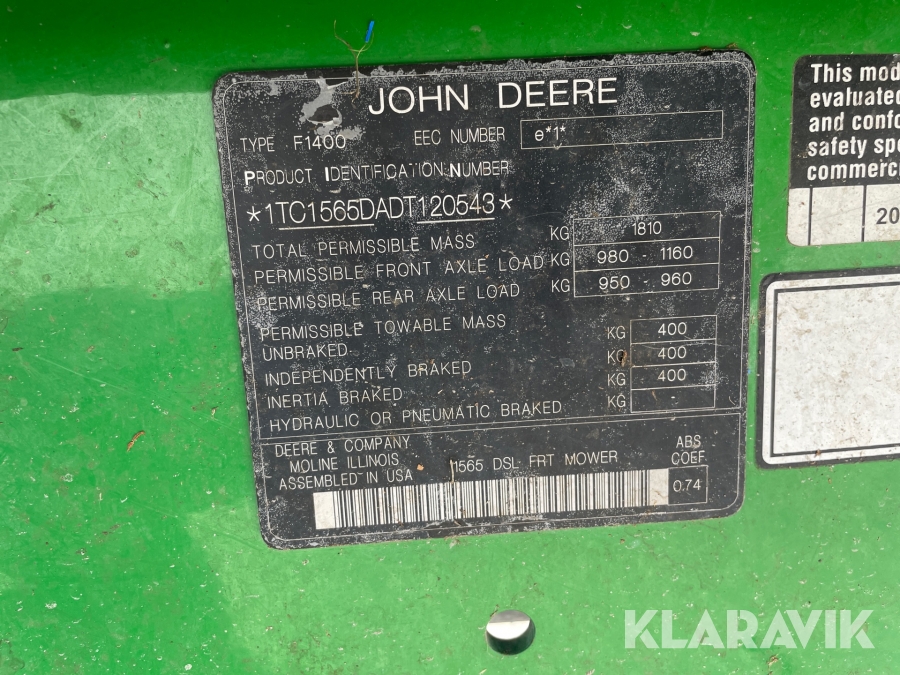 JOHN DEERE
TYPE F1400 EEC NUMBER e*1*
PRODUCT IDENTIFICATION NUMBER
*1TC1565DADT120543*
TOTAL PERMISSIBLE MASS KG 1810
PERMISSIBLE FRONT AXLE LOAD KG 980 - 1160
PERMISSIBLE REAR AXLE LOAD KG 950 - 960
PERMISSIBLE TOWABLE MASS
UNBRAKED KG 400
INDEPENDENTLY BRAKED KG 400
INERTIA BRAKED KG 400
HYDRAULIC OR PNEUMATIC BRAKED KG -
DEERE & COMPANY
MOLINE ILLINOIS
ASSEMBLED IN USA
1565 DSL FRT MOWER
ABS
COEF.
0.74
This mod
evaluated
and confo
safety spe
commerci
20
KLARAVIK